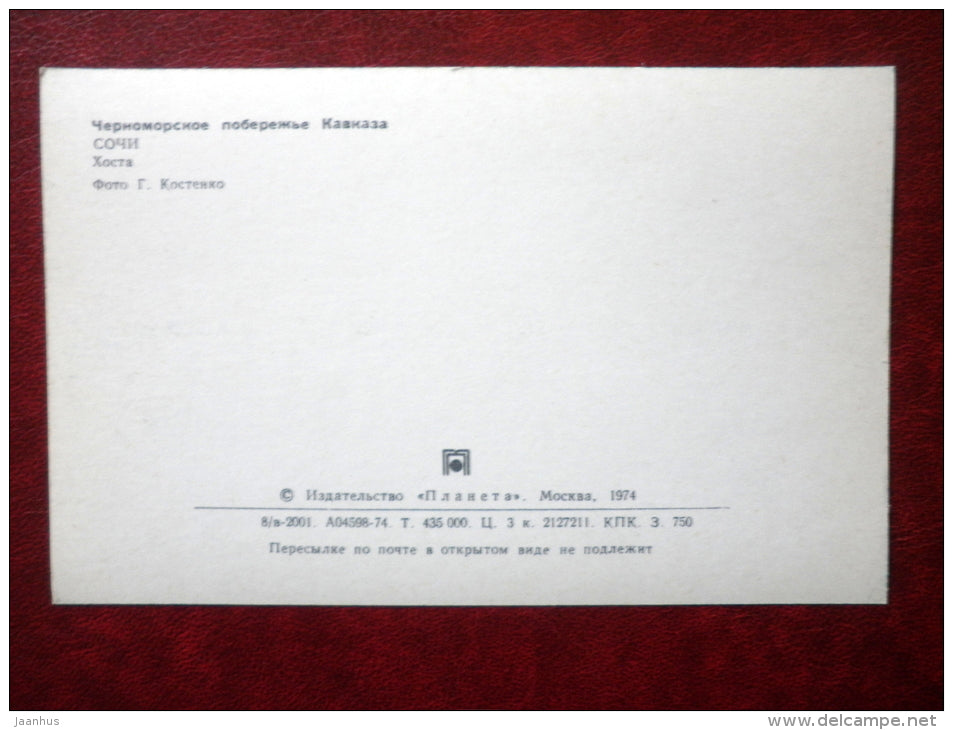 Черноморское побережье Кавказа
СОЧИ
Хоста
Фото Г. Костенко
© Издательство «Планета». Москва, 1974
8/в-2001. А04598-74. Т. 435 000. Ц. 3 к. 2127211. КПК. З. 750
Пересылке по почте в открытом виде не подлежит
jaanhus
www.delcampe.net